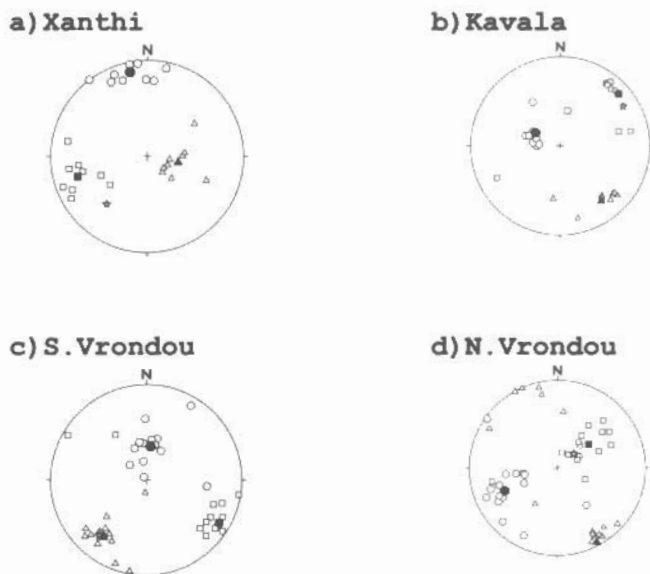 a)Xanthi
b)Kavala
N
N
c)S.Vrondou
d)N.Vrondou
N
N